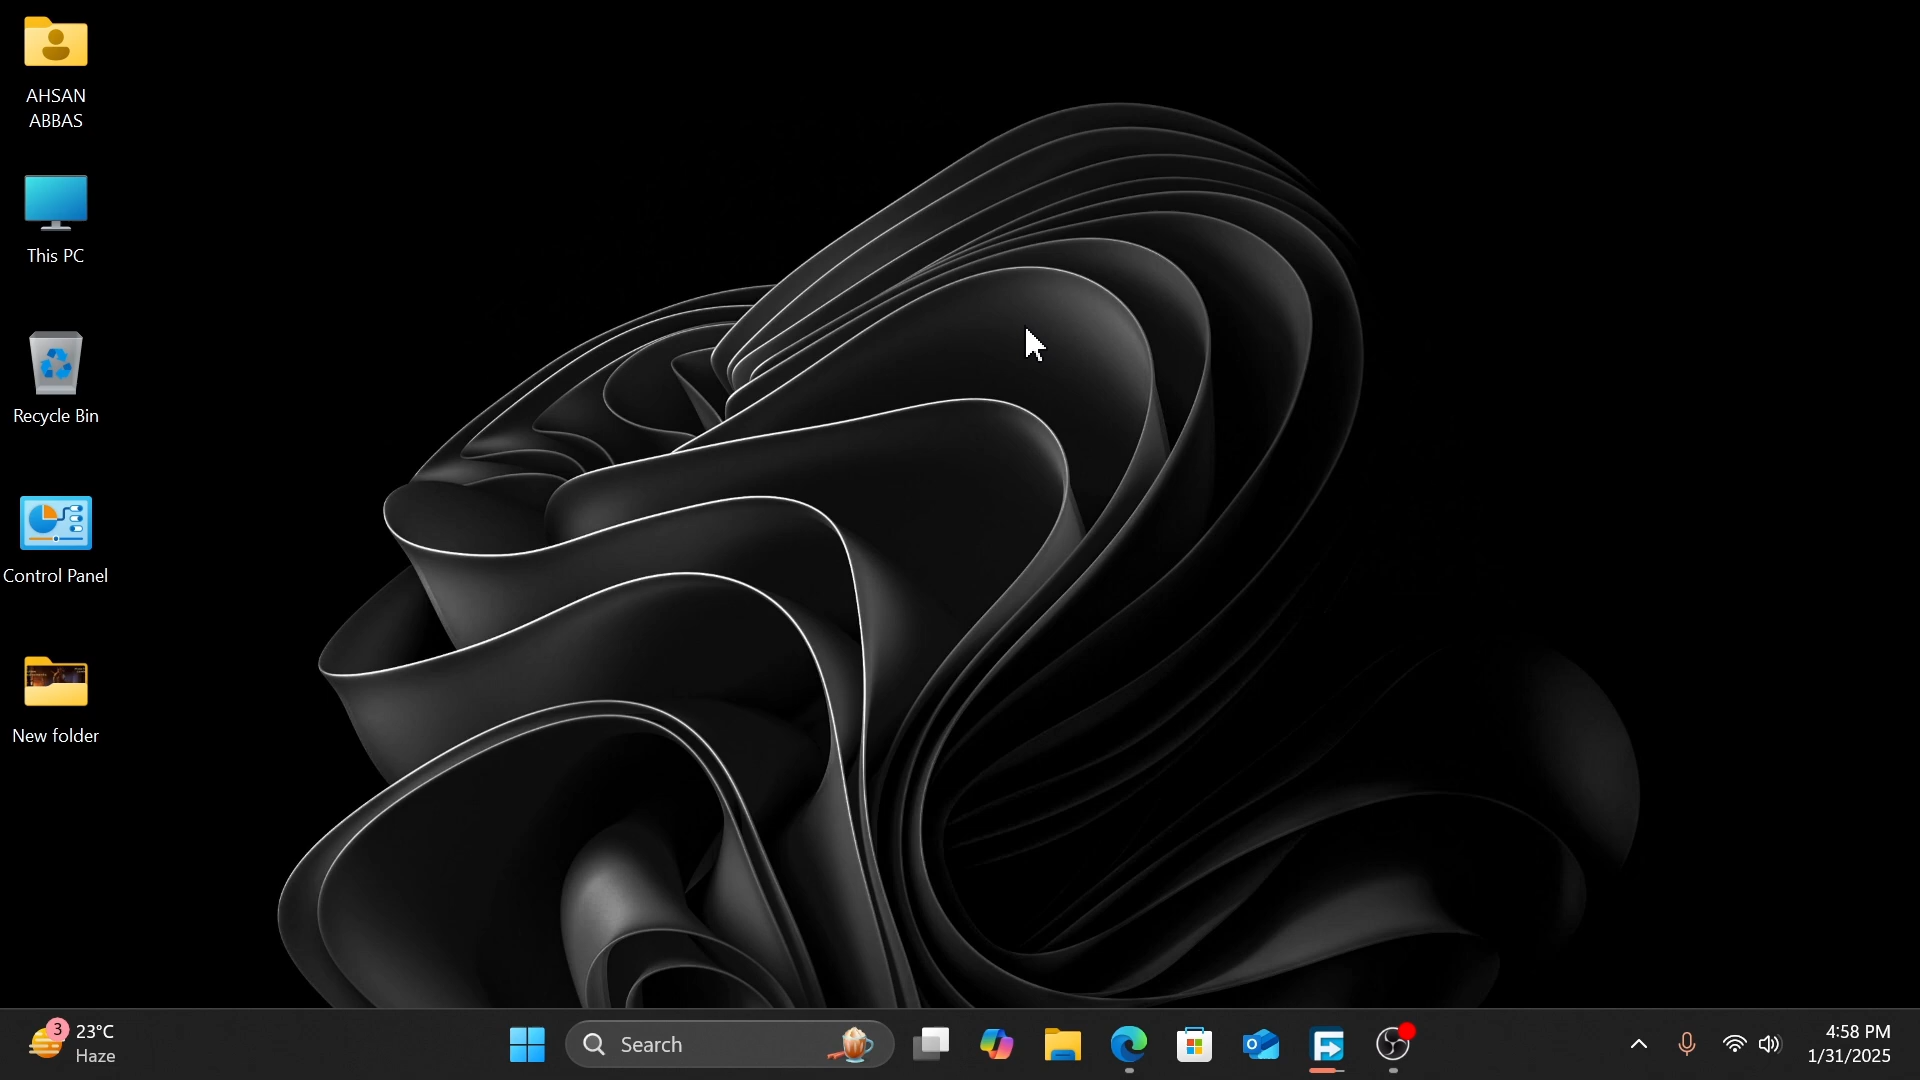 AHSAN
ABBAS
This PC
Recycle Bin
Control Panel
New folder
3
23°C
Haze
Search
4:58 PM
1/31/2025